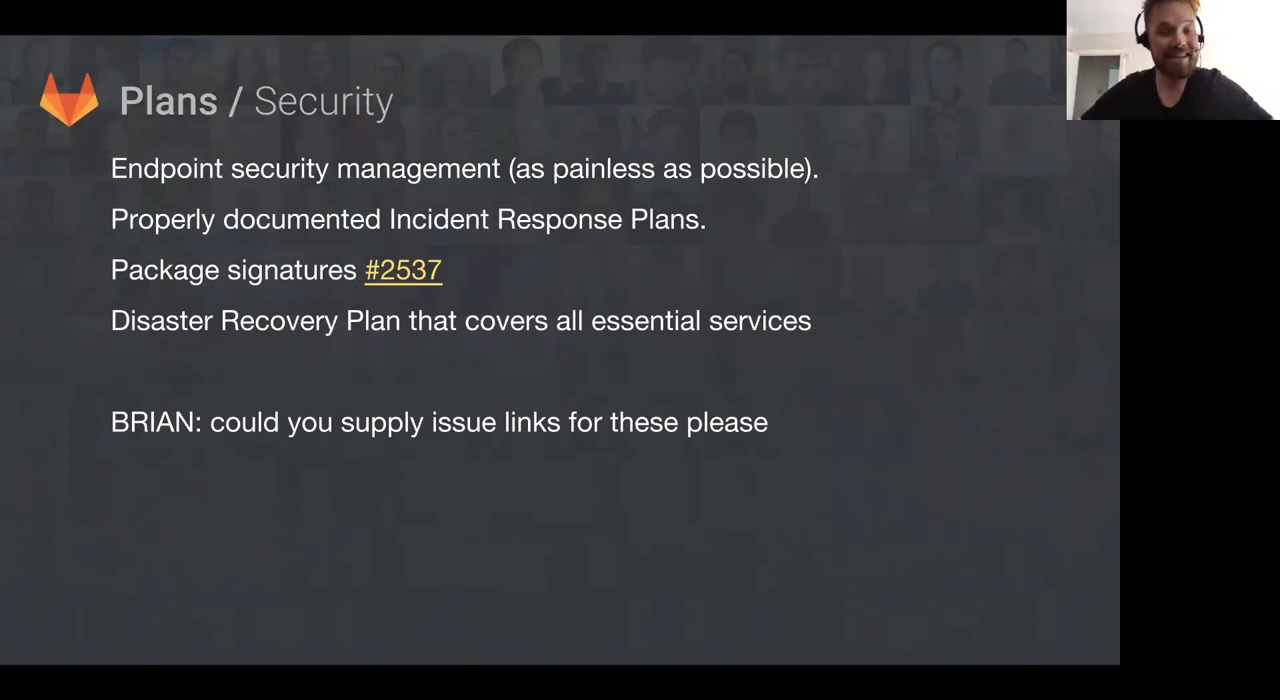 Plans / Security
Endpoint security management (as painless as possible).
Properly documented Incident Response Plans.
Package signatures #2537
Disaster Recovery Plan that covers all essential services
BRIAN: could you supply issue links for these please